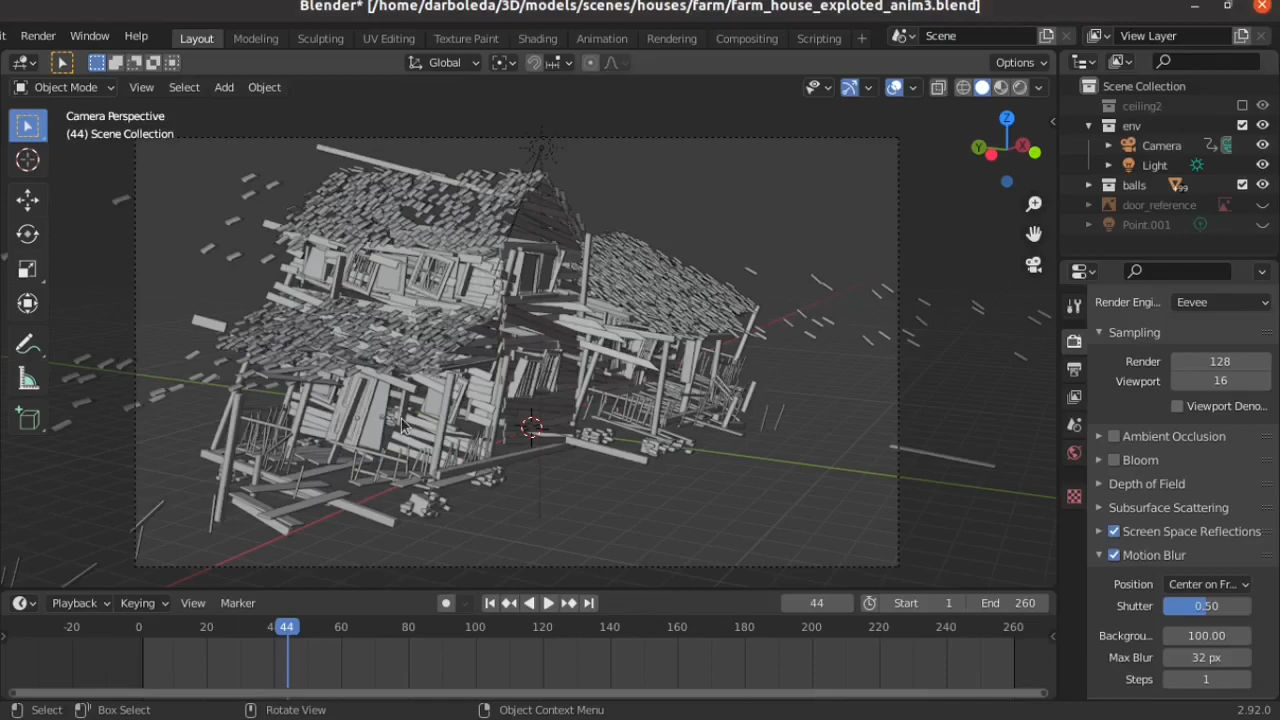 Blender* [/home/darboleda/3D/models/scenes/houses/farm/farm_house_exploted_anim3.blend]
it Render Window Help Layout Modeling Sculpting UV Editing Texture Paint Shading Animation Rendering Compositing Scripting + Scene View Layer
Global Options
Object Mode View Select Add Object
Camera Perspective
(44) Scene Collection
Z
Y
X
Scene Collection
ceiling2
env
Camera
Light
balls 99
door_reference
Point.001
Render Engi... Eevee
Sampling
Render 128
Viewport 16
Viewport Deno...
Ambient Occlusion
Bloom
Depth of Field
Subsurface Scattering
Screen Space Reflections
Motion Blur
Position Center on Fr...
Shutter 0.50
Backgrou... 100.00
Max Blur 32 px
Steps 1
Playback Keying View Marker 44 Start 1 End 260
-20 0 20 4 44 60 80 100 120 140 160 180 200 220 240 260
Select Box Select Rotate View Object Context Menu 2.92.0